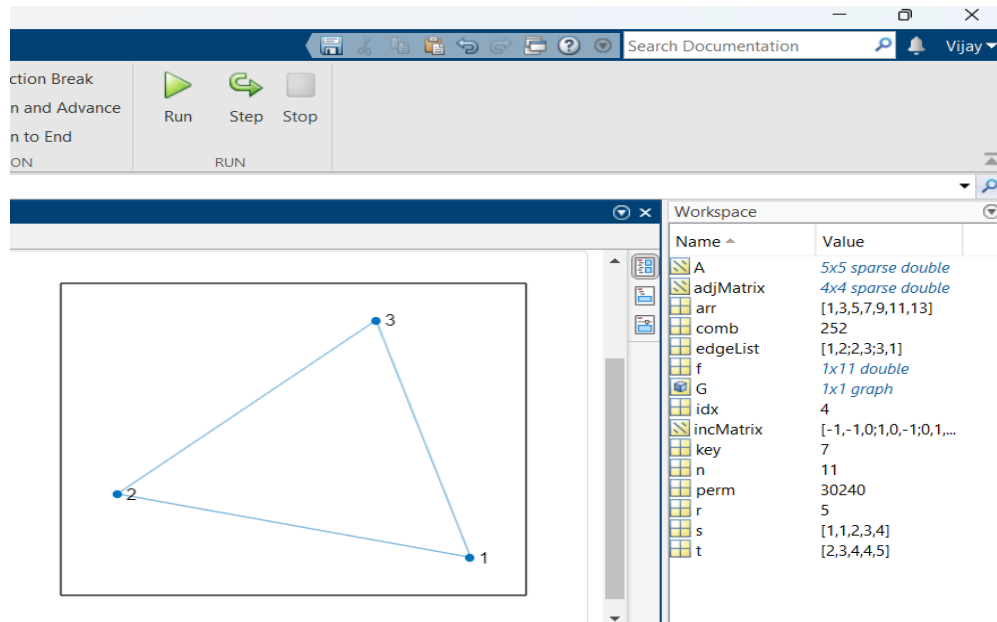 Search Documentation
Vijay
ction Break
n and Advance
n to End
ON
Run Step Stop
RUN
Workspace
Name Value
A 5x5 sparse double
adjMatrix 4x4 sparse double
arr [1,3,5,7,9,11,13]
comb 252
edgeList [1,2;2,3;3,1]
f 1x11 double
G 1x1 graph
idx 4
incMatrix [-1,-1,0;1,0,-1;0,1,...
key 7
n 11
perm 30240
r 5
s [1,1,2,3,4]
t [2,3,4,4,5]
3
2
1